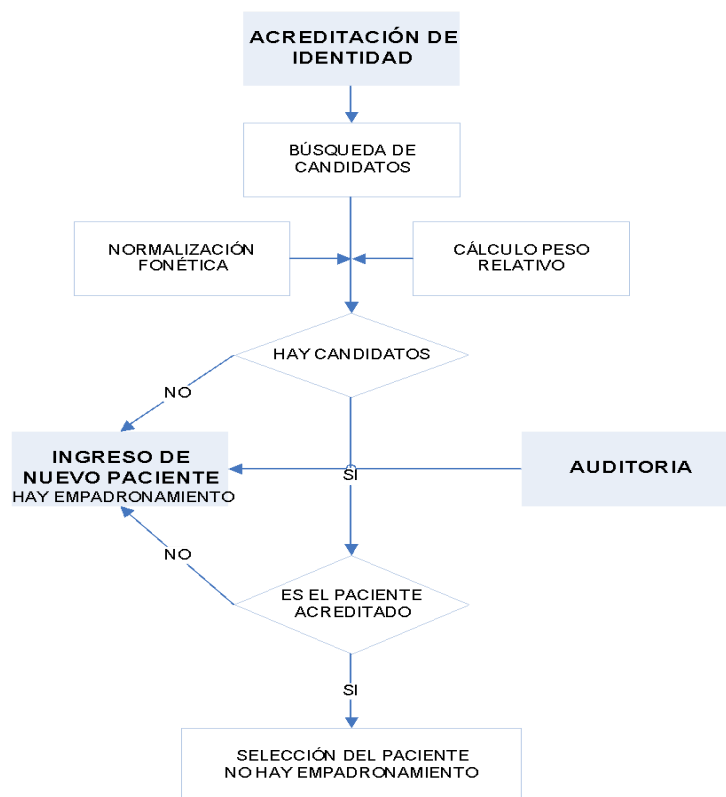 ACREDITACIÓN DE
IDENTIDAD
BÚSQUEDA DE
CANDIDATOS
NORMALIZACIÓN
FONÉTICA
CÁLCULO PESO
RELATIVO
HAY CANDIDATOS
NO
INGRESO DE
NUEVO PACIENTE
HAY EMPADRONAMIENTO
SI
AUDITORIA
NO
ES EL PACIENTE
ACREDITADO
SI
SELECCIÓN DEL PACIENTE
NO HAY EMPADRONAMIENTO